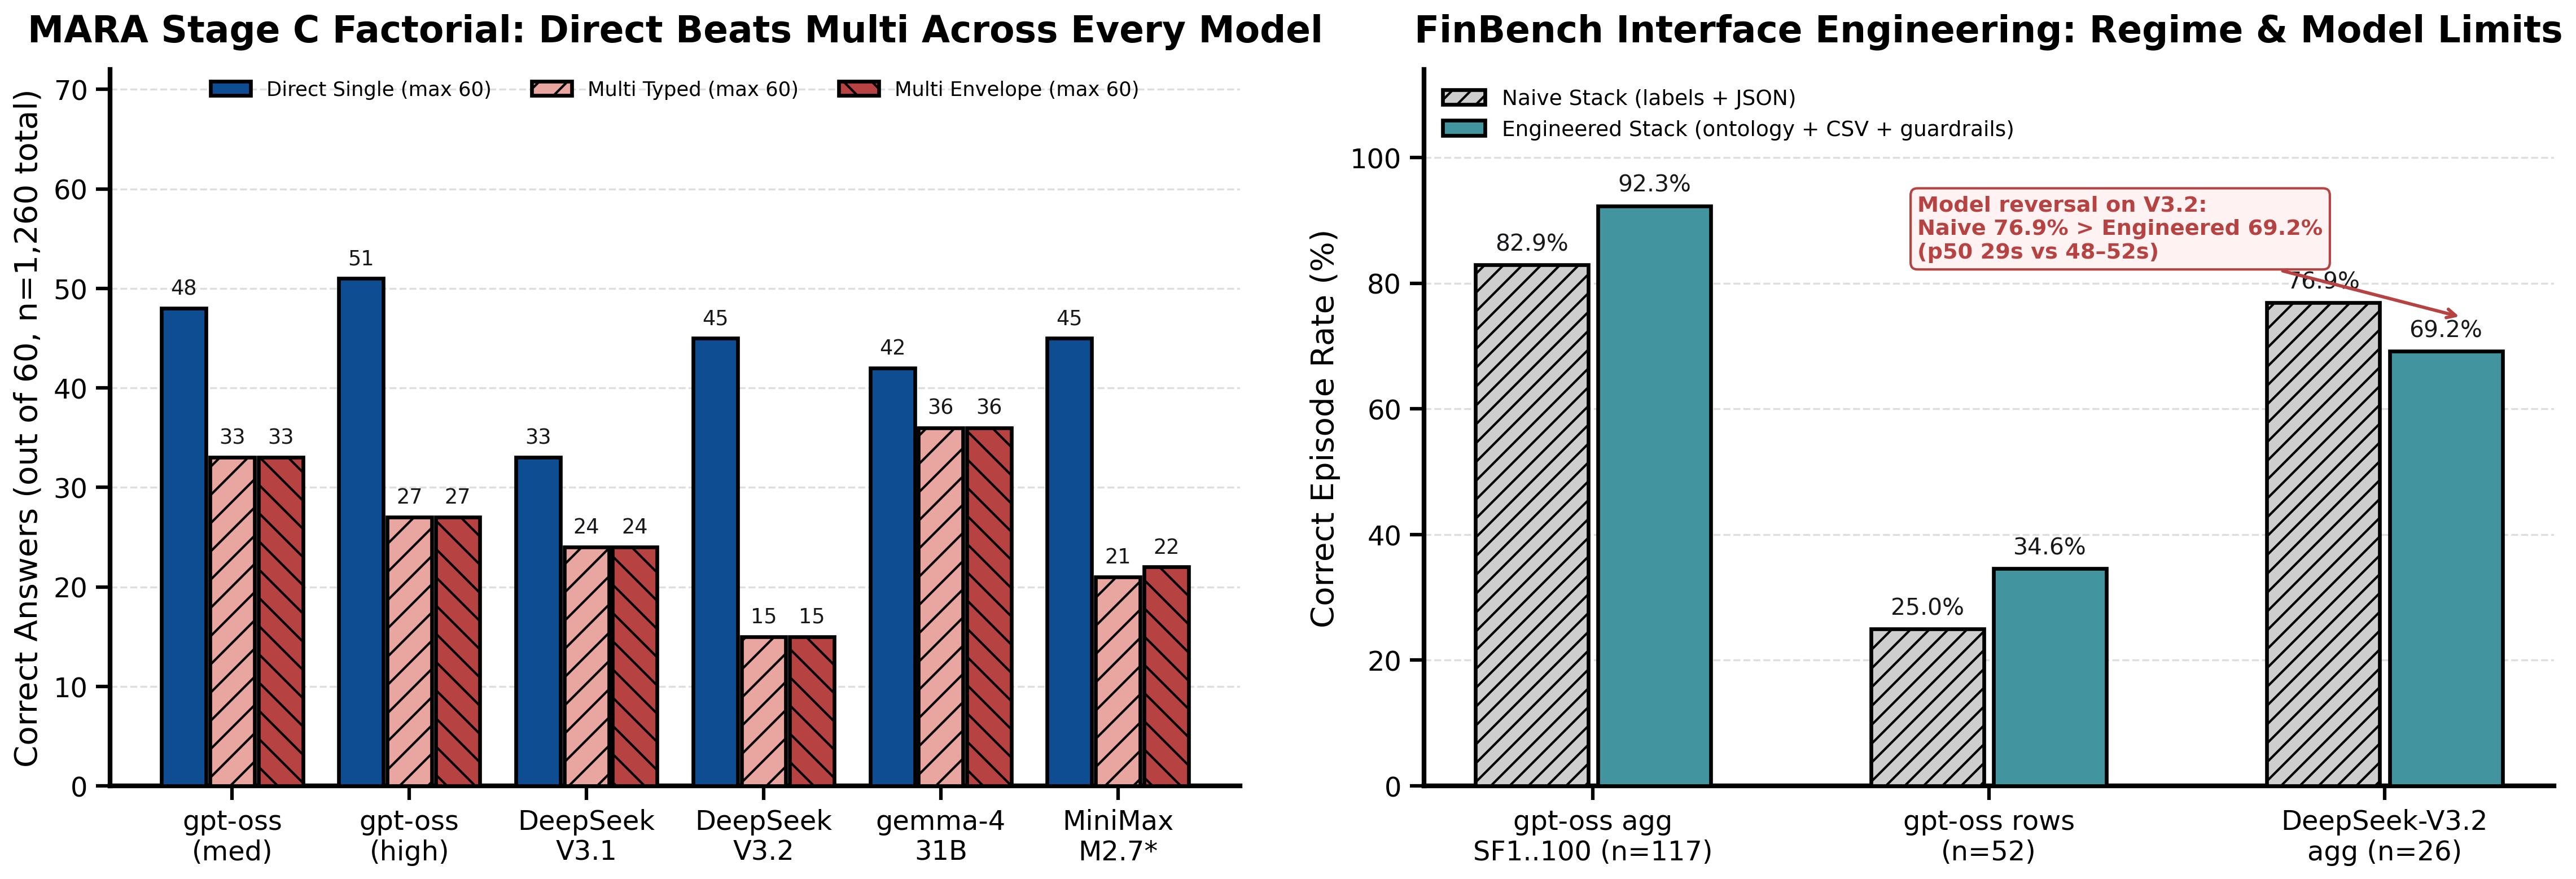 MARA Stage C Factorial: Direct Beats Multi Across Every Model
Correct Answers (out of 60, n=1,260 total)
70
60
50
40
30
20
10
0
Direct Single (max 60)
Multi Typed (max 60)
Multi Envelope (max 60)
48
33
33
51
27
27
33
24
24
45
15
15
42
36
36
45
21
22
gpt-oss
(med)
gpt-oss
(high)
DeepSeek
V3.1
DeepSeek
V3.2
gemma-4
31B
MiniMax
M2.7*
FinBench Interface Engineering: Regime & Model Limits
Correct Episode Rate (%)
100
80
60
40
20
0
Naive Stack (labels + JSON)
Engineered Stack (ontology + CSV + guardrails)
82.9%
92.3%
25.0%
34.6%
76.9%
69.2%
Model reversal on V3.2:
Naive 76.9% > Engineered 69.2%
(p50 29s vs 48–52s)
gpt-oss agg
SF1..100 (n=117)
gpt-oss rows
(n=52)
DeepSeek-V3.2
agg (n=26)